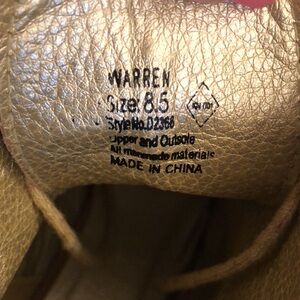 WARREN
Size: 8.5
Style No.D2368
Upper and Outsole
All manmade materials
MADE IN CHINA